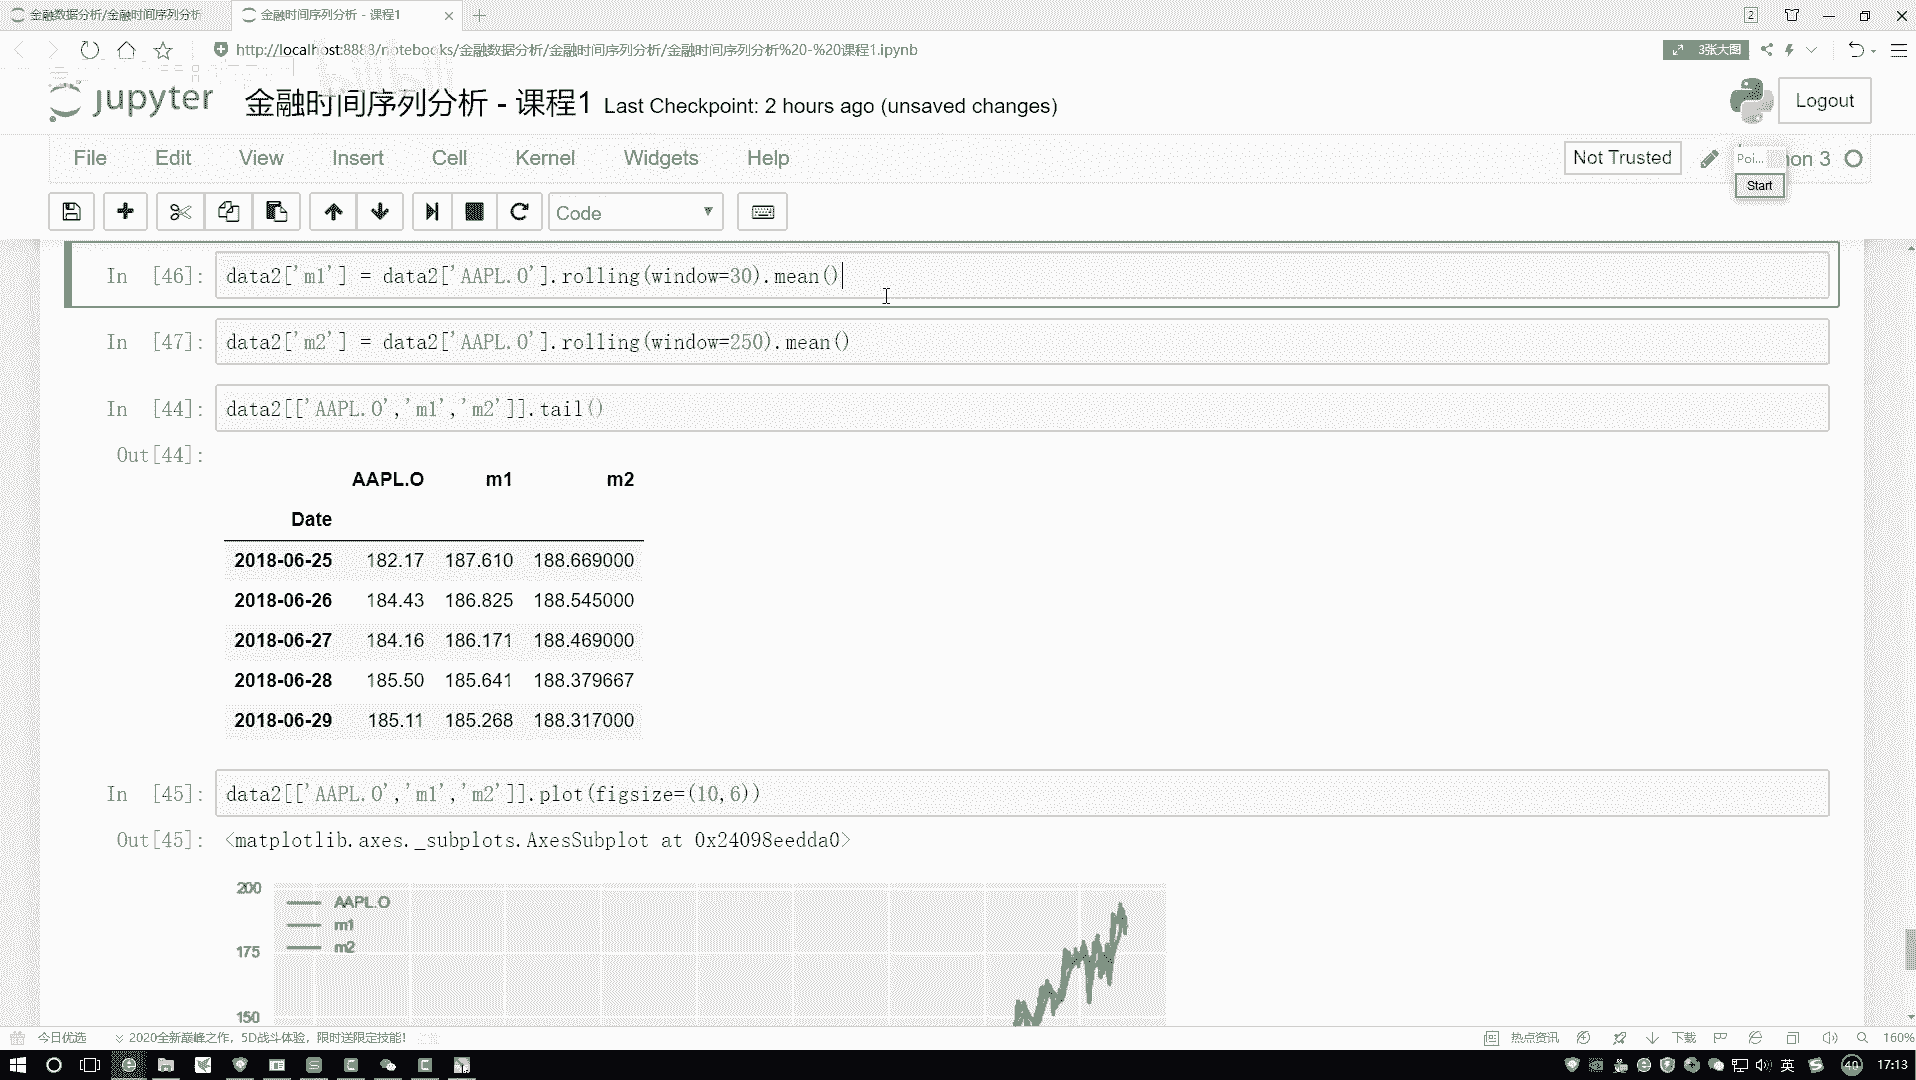 金融数据分析/金融时间序列分析
金融时间序列分析 - 课程1
2
http://localhost:8888/notebooks/金融数据分析/金融时间序列分析/金融时间序列分析%20-%20课程1.ipynb
3张大图
jupyter
金融时间序列分析 - 课程1 Last Checkpoint: 2 hours ago (unsaved changes)
Logout
File Edit View Insert Cell Kernel Widgets Help
Not Trusted
Poi...
hon 3
Start
Code
In [46]: data2['m1'] = data2['AAPL.O'].rolling(window=30).mean()
In [47]: data2['m2'] = data2['AAPL.O'].rolling(window=250).mean()
In [44]: data2[['AAPL.O','m1','m2']].tail()
Out[44]:
AAPL.O m1 m2
Date
2018-06-25 182.17 187.610 188.669000
2018-06-26 184.43 186.825 188.545000
2018-06-27 184.16 186.171 188.469000
2018-06-28 185.50 185.641 188.379667
2018-06-29 185.11 185.268 188.317000
In [45]: data2[['AAPL.O','m1','m2']].plot(figsize=(10,6))
Out[45]: <matplotlib.axes._subplots.AxesSubplot at 0x24098eedda0>
200
AAPL.O
m1
m2
175
150
今日优选
2020全新巅峰之作，5D战斗体验，限时送限定技能！
热点资讯
下载
160%
英
40
17:13